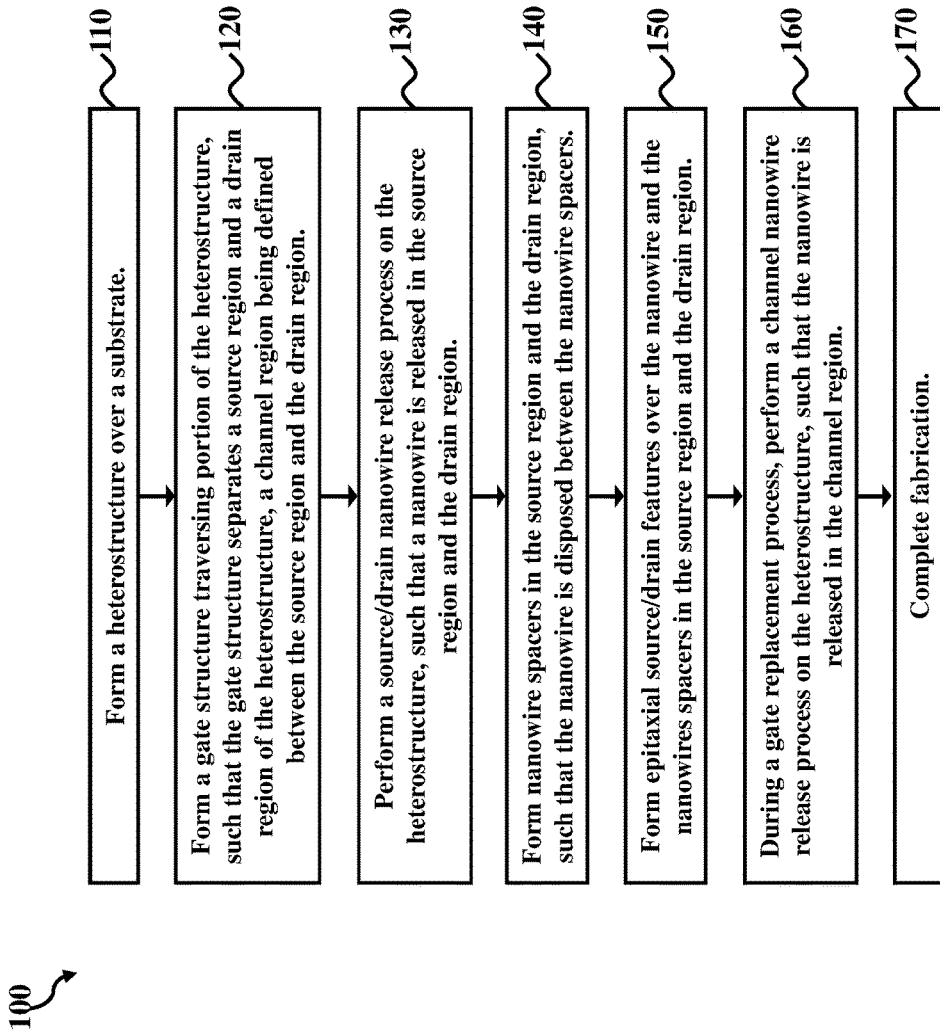 100
Form a heterostructure over a substrate.
110
Form a gate structure traversing portion of the heterostructure,
such that the gate structure separates a source region and a drain
region of the heterostructure, a channel region being defined
between the source region and the drain region.
120
Perform a source/drain nanowire release process on the
heterostructure, such that a nanowire is released in the source
region and the drain region.
130
Form nanowire spacers in the source region and the drain region,
such that the nanowire is disposed between the nanowire spacers.
140
Form epitaxial source/drain features over the nanowire and the
nanowires spacers in the source region and the drain region.
150
During a gate replacement process, perform a channel nanowire
release process on the heterostructure, such that the nanowire is
released in the channel region.
160
Complete fabrication.
170